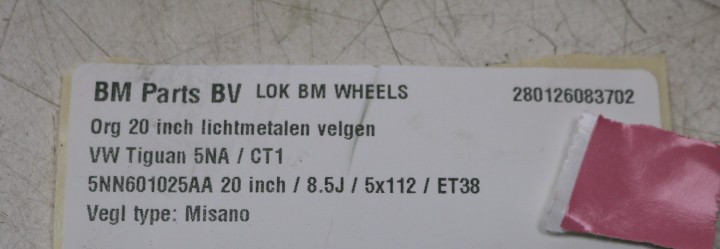 BM Parts BV LOK BM WHEELS 280126083702
Org 20 inch lichtmetalen velgen
VW Tiguan 5NA / CT1
5NN601025AA 20 inch / 8.5J / 5x112 / ET38
Vegl type: Misano